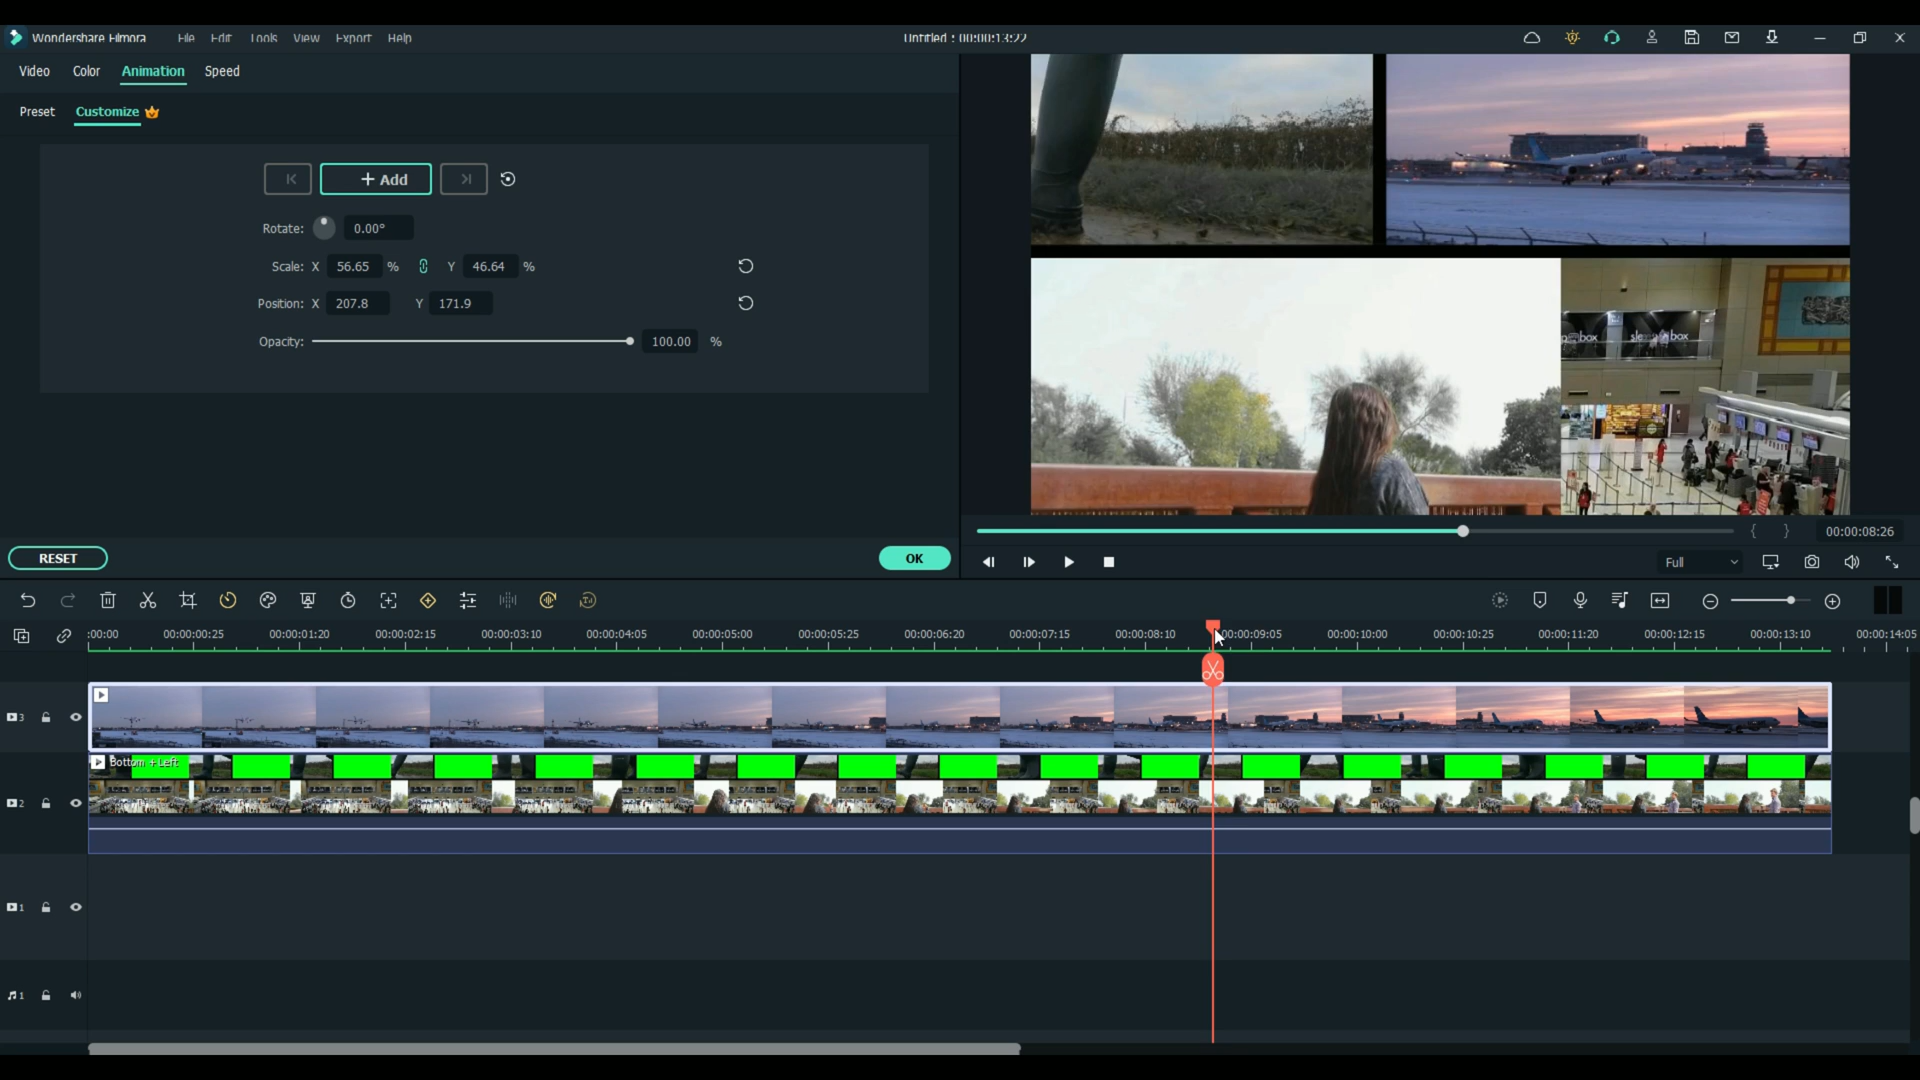 Wondershare Filmora File Edit Tools View Export Help Untitled : 00:00:13:22
Video Color Animation Speed
Preset Customize
+ Add
Rotate: 0.00°
Scale: X 56.65 % Y 46.64 %
Position: X 207.8 Y 171.9
Opacity: 100.00 %
RESET OK
{ } 00:00:08:26
Full
:00:00 00:00:00:25 00:00:01:20 00:00:02:15 00:00:03:10 00:00:04:05 00:00:05:00 00:00:05:25 00:00:06:20 00:00:07:15 00:00:08:10 00:00:09:05 00:00:10:00 00:00:10:25 00:00:11:20 00:00:12:15 00:00:13:10 00:00:14:05
3
Bottom + Left
2
1
1